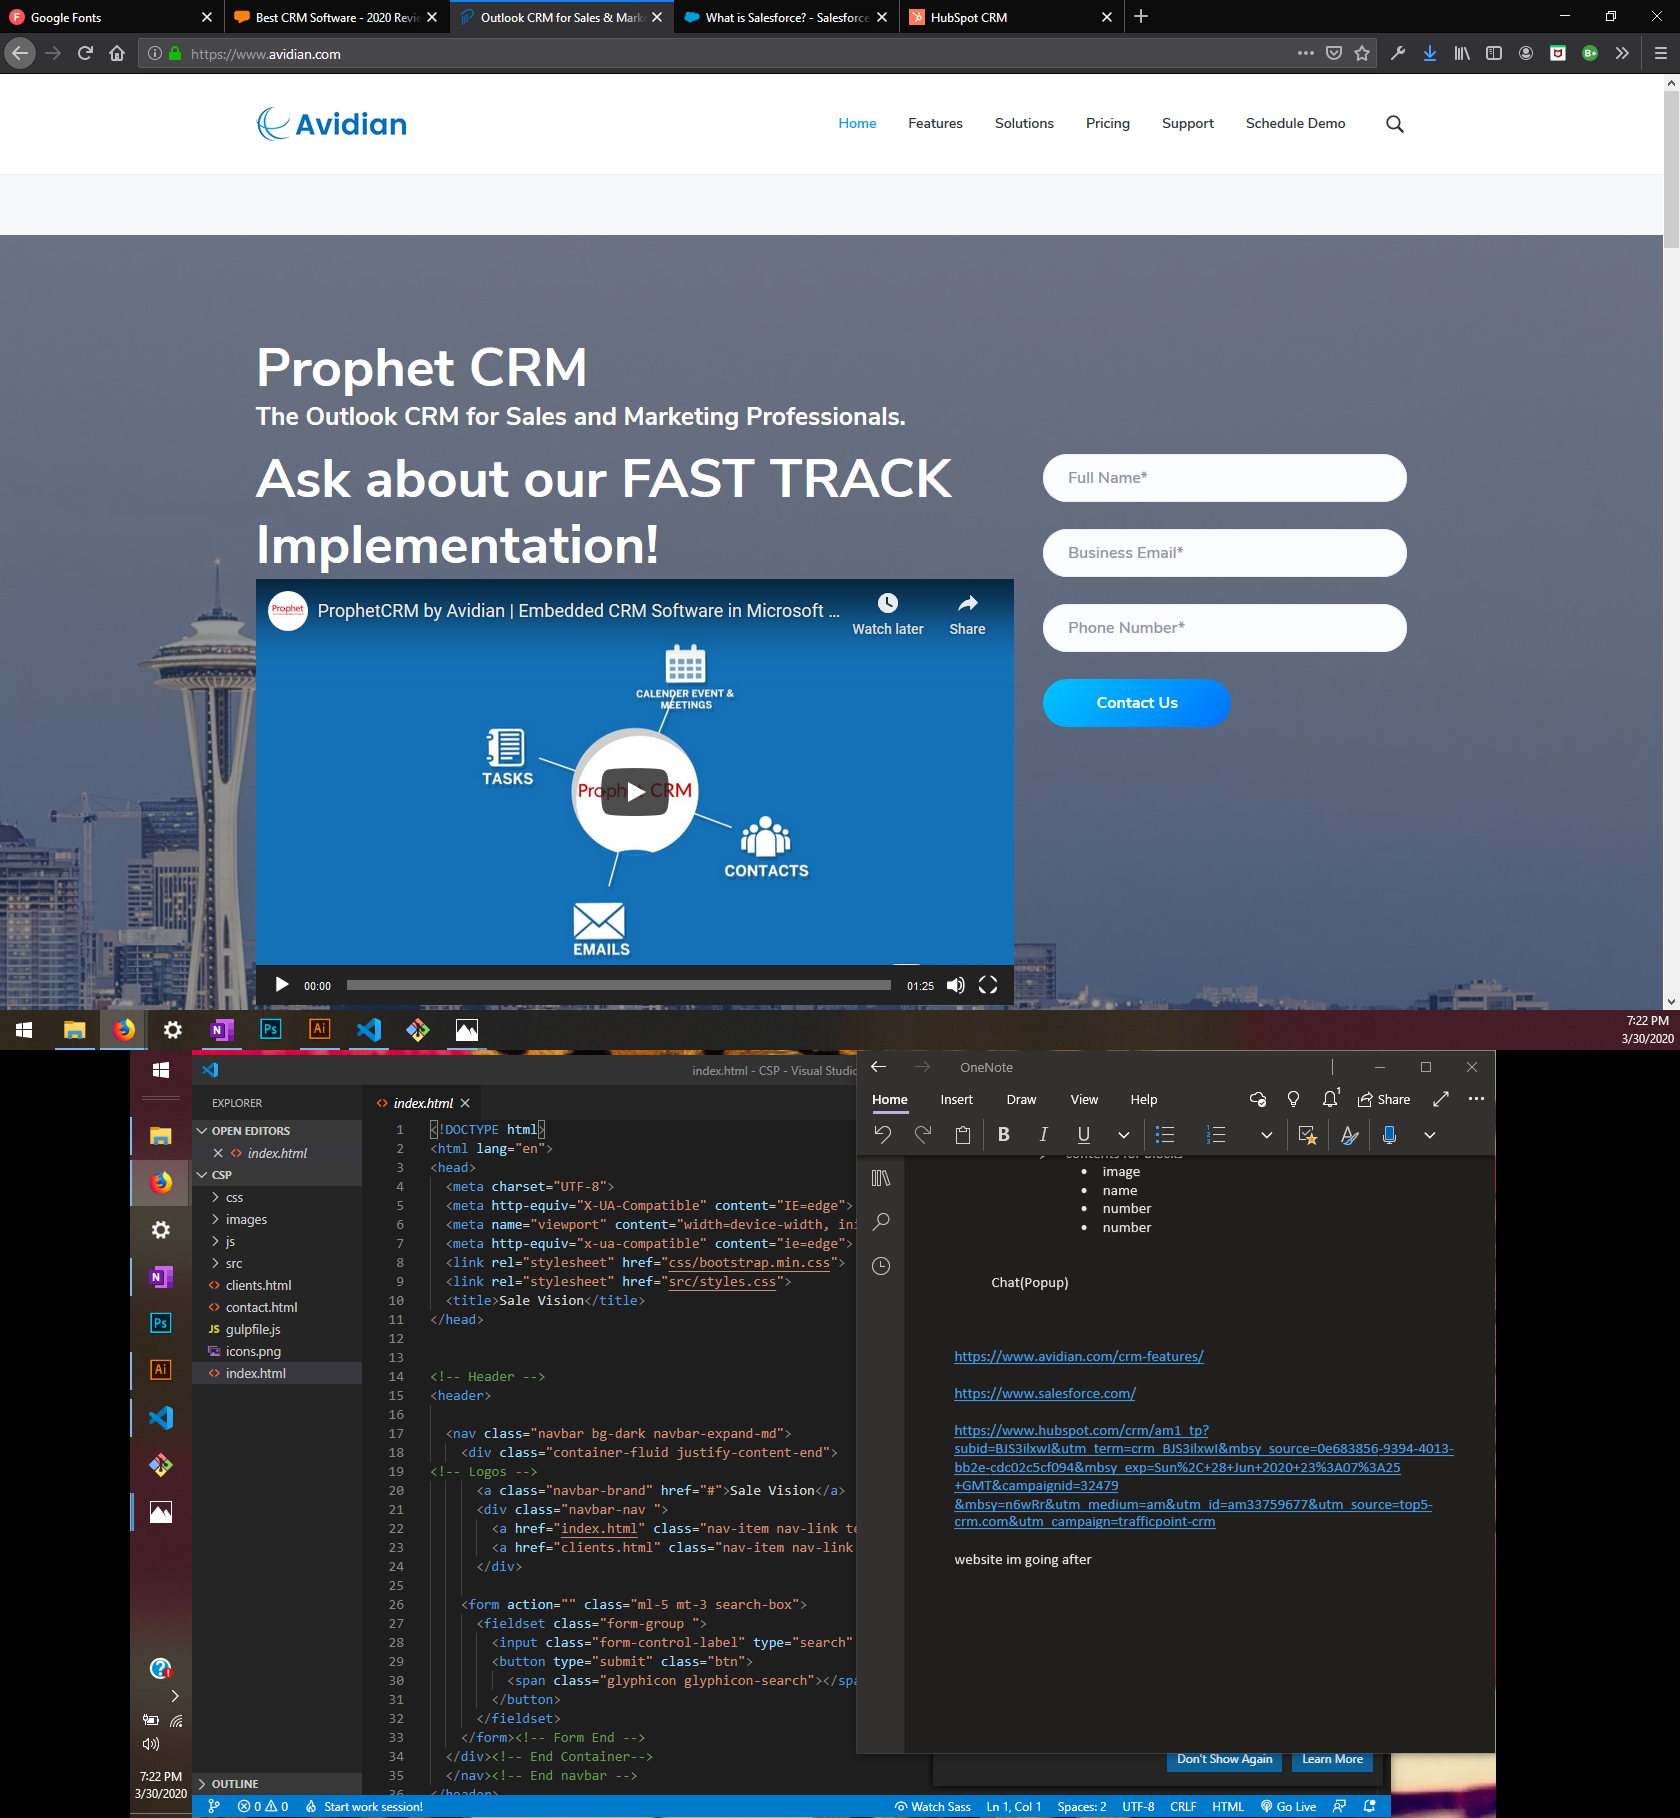 Google Fonts
Best CRM Software - 2020 Revie
Outlook CRM for Sales & Mark
What is Salesforce? - Salesforce
HubSpot CRM
https://www.avidian.com
Avidian
Home
Features
Solutions
Pricing
Support
Schedule Demo
Prophet CRM
The Outlook CRM for Sales and Marketing Professionals.
Ask about our FAST TRACK
Implementation!
Full Name*
Business Email*
Phone Number*
Contact Us
Prophet
ProphetCRM by Avidian | Embedded CRM Software in Microsoft ...
Watch later
Share
CALENDER EVENT &
MEETINGS
TASKS
Prophet CRM
CONTACTS
EMAILS
00:00
01:25
7:22 PM
3/30/2020
index.html - CSP - Visual Studio
EXPLORER
OPEN EDITORS
index.html
CSP
css
images
js
src
clients.html
contact.html
JS gulpfile.js
icons.png
index.html
OUTLINE
index.html
1 <!DOCTYPE html>
2 <html lang="en">
3 <head>
4 <meta charset="UTF-8">
5 <meta http-equiv="X-UA-Compatible" content="IE=edge">
6 <meta name="viewport" content="width=device-width, ini
7 <meta http-equiv="x-ua-compatible" content="ie=edge">
8 <link rel="stylesheet" href="css/bootstrap.min.css">
9 <link rel="stylesheet" href="src/styles.css">
10 <title>Sale Vision</title>
11 </head>
12
13
14 <!-- Header -->
15 <header>
16
17 <nav class="navbar bg-dark navbar-expand-md">
18 <div class="container-fluid justify-content-end">
19 <!-- Logos -->
20 <a class="navbar-brand" href="#">Sale Vision</a>
21 <div class="navbar-nav ">
22 <a href="index.html" class="nav-item nav-link te
23 <a href="clients.html" class="nav-item nav-link
24 </div>
25
26 <form action="" class="ml-5 mt-3 search-box">
27 <fieldset class="form-group ">
28 <input class="form-control-label" type="search"
29 <button type="submit" class="btn">
30 <span class="glyphicon glyphicon-search"></spa
31 </button>
32 </fieldset>
33 </form><!-- Form End -->
34 </div><!-- End Container-->
35 </nav><!-- End navbar -->
36 </header>
OneNote
Home
Insert
Draw
View
Help
1
Share
B I U
contents for blocks
image
name
number
number
Chat(Popup)
https://www.avidian.com/crm-features/
https://www.salesforce.com/
https://www.hubspot.com/crm/am1_tp?
subid=BJS3ilxwI&utm_term=crm_BJS3ilxwI&mbsy_source=0e683856-9394-4013-
bb2e-cdc02c5cf094&mbsy_exp=Sun%2C+28+Jun+2020+23%3A07%3A25
+GMT&campaignid=32479
&mbsy=n6wRr&utm_medium=am&utm_id=am33759677&utm_source=top5-
crm.com&utm_campaign=trafficpoint-crm
website im going after
Don't Show Again
Learn More
7:22 PM
3/30/2020
0 0
Start work session!
Watch Sass
Ln 1, Col 1
Spaces: 2
UTF-8
CRLF
HTML
Go Live